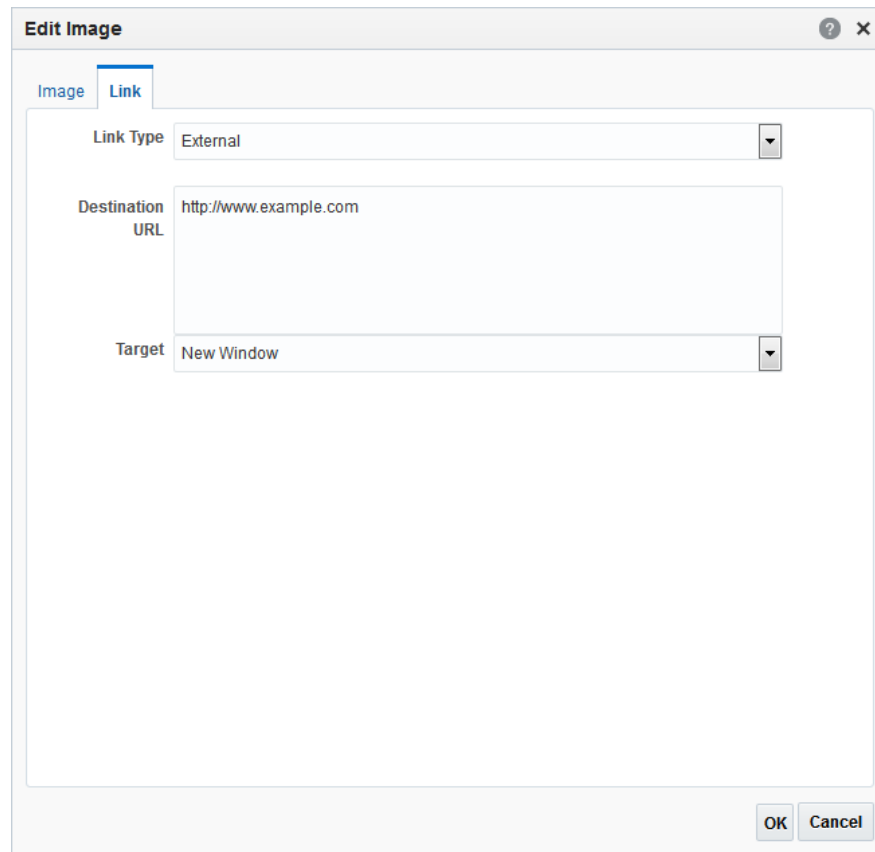 Edit Image
?
Image Link
Link Type External
Destination http://www.example.com
URL
Target New Window
OK Cancel